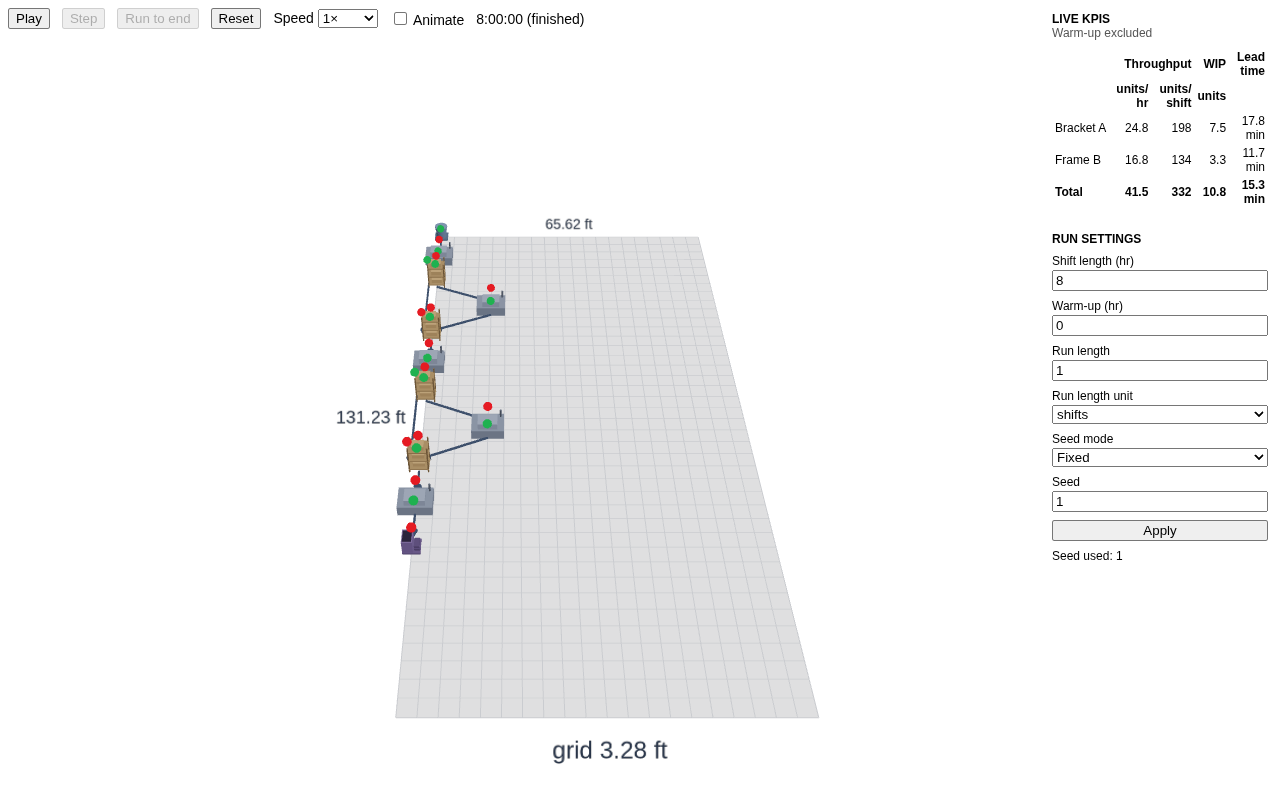 Play Step Run to end Reset Speed 1× Animate 8:00:00 (finished)
65.62 ft
131.23 ft
grid 3.28 ft
LIVE KPIS
Warm-up excluded
Throughput WIP Lead time
units/hr units/shift units
Bracket A 24.8 198 7.5 17.8 min
Frame B 16.8 134 3.3 11.7 min
Total 41.5 332 10.8 15.3 min
RUN SETTINGS
Shift length (hr)
8
Warm-up (hr)
0
Run length
1
Run length unit
shifts
Seed mode
Fixed
Seed
1
Apply
Seed used: 1